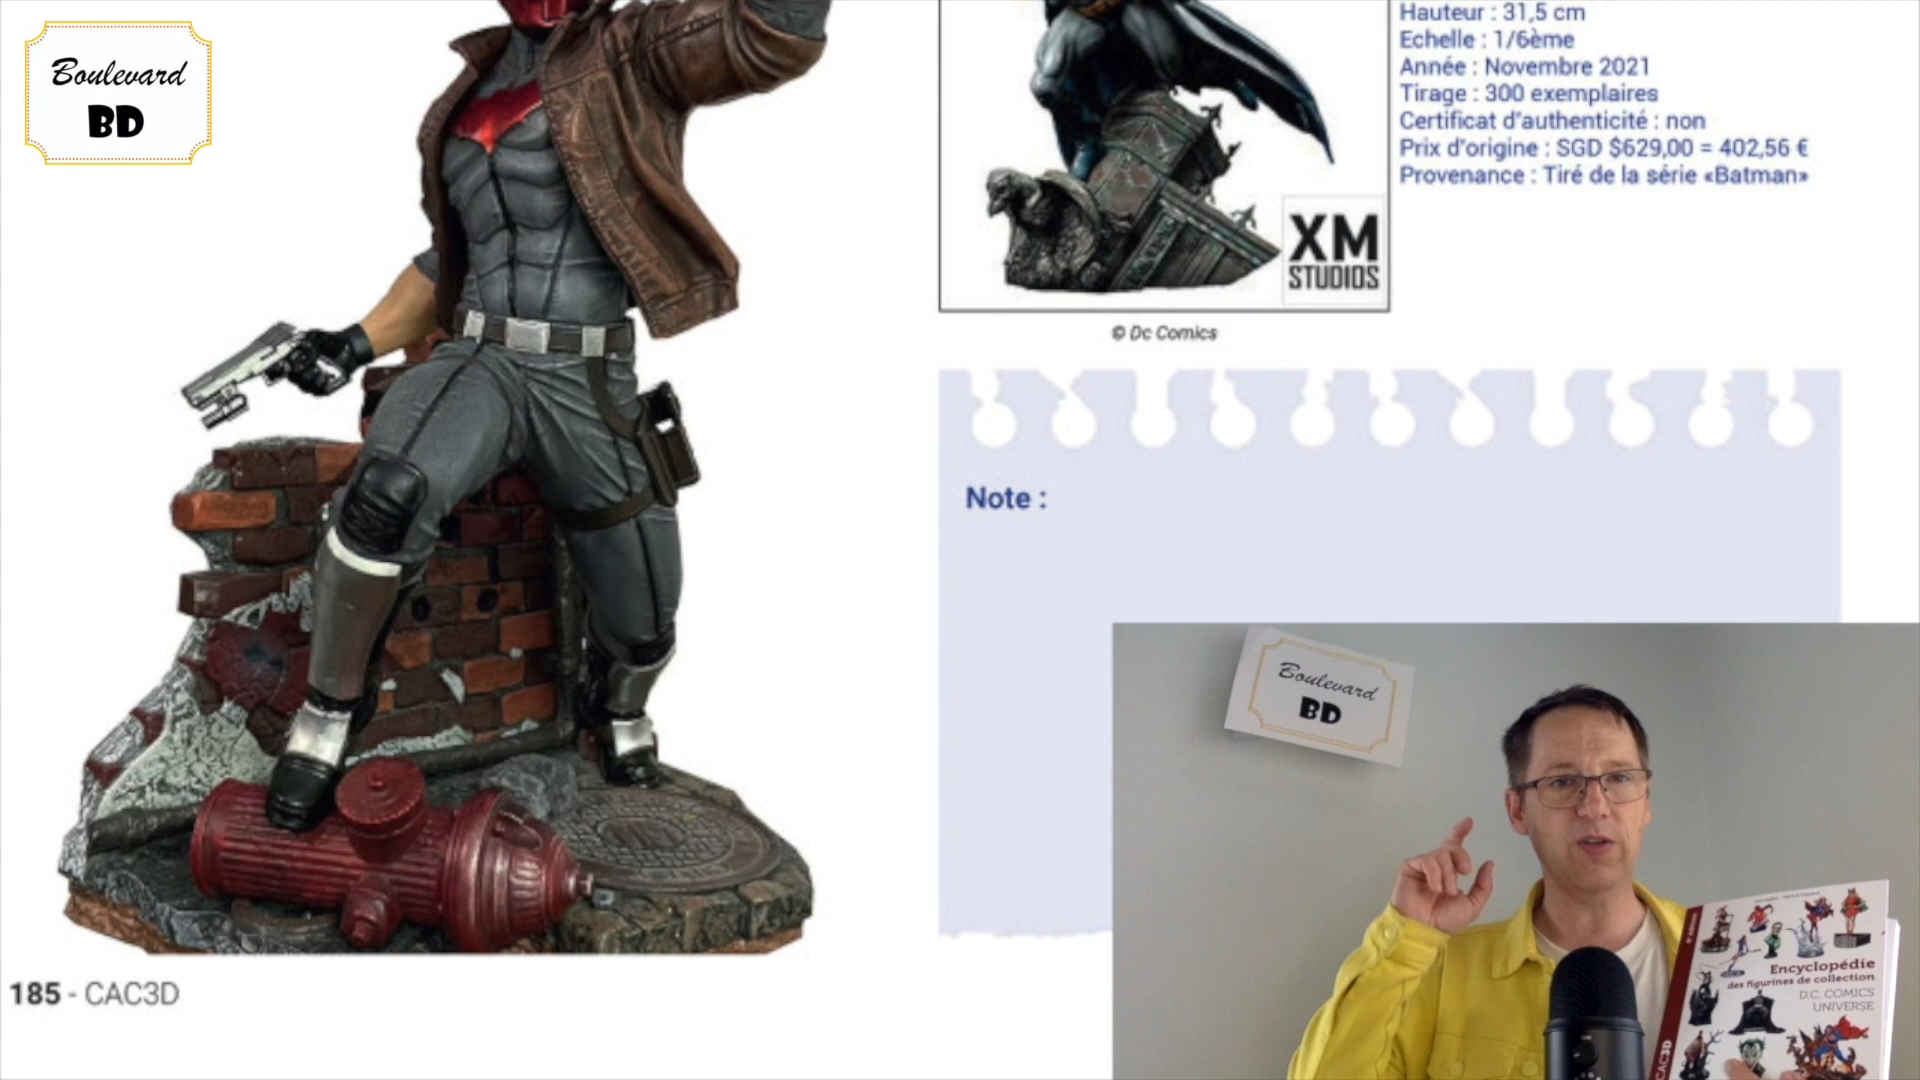 Boulevard
BD
Hauteur : 31,5 cm
Echelle : 1/6ème
Année : Novembre 2021
Tirage : 300 exemplaires
Certificat d'authenticité : non
Prix d'origine : SGD $629,00 = 402,56 €
Provenance : Tiré de la série «Batman»
XM
STUDIOS
© Dc Comics
Note :
185 - CAC3D
Boulevard
BD
Encyclopédie
des figurines de collection
D.C. COMICS
UNIVERSE
CAC3D